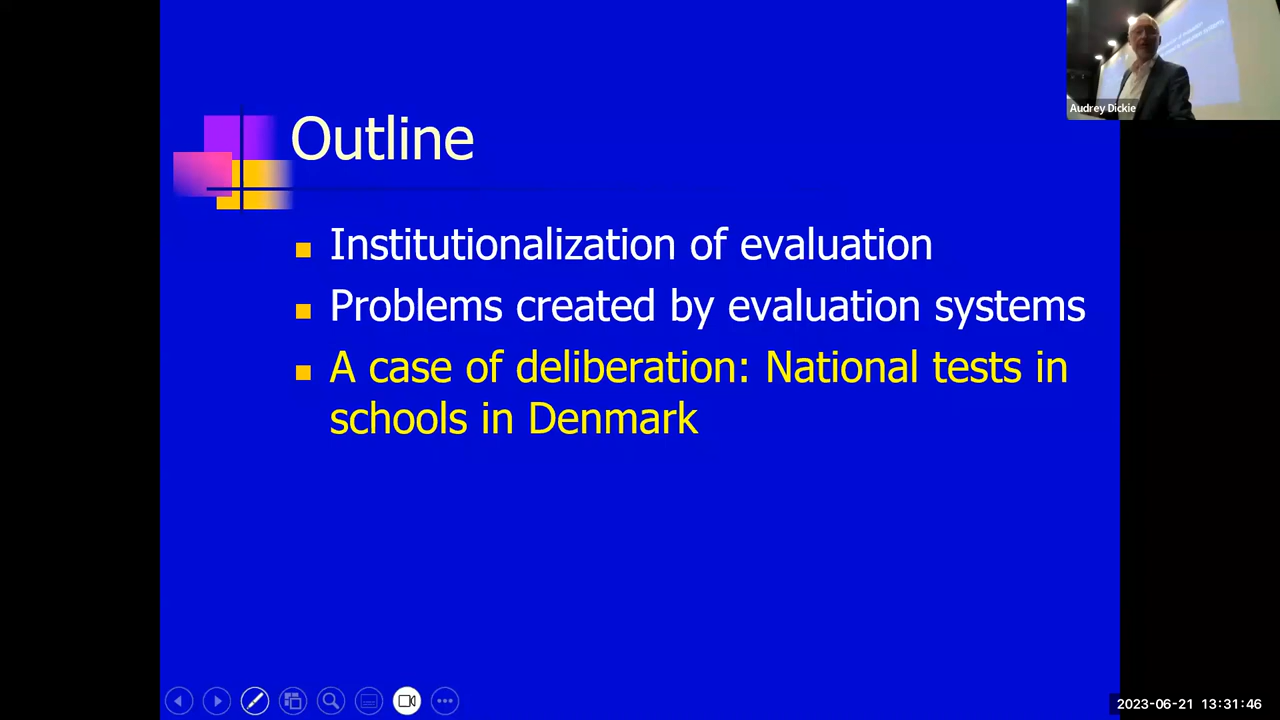 Outline
Institutionalization of evaluation
Problems created by evaluation systems
A case of deliberation: National tests in
schools in Denmark
Audrey Dickie
2023-06-21 13:31:46